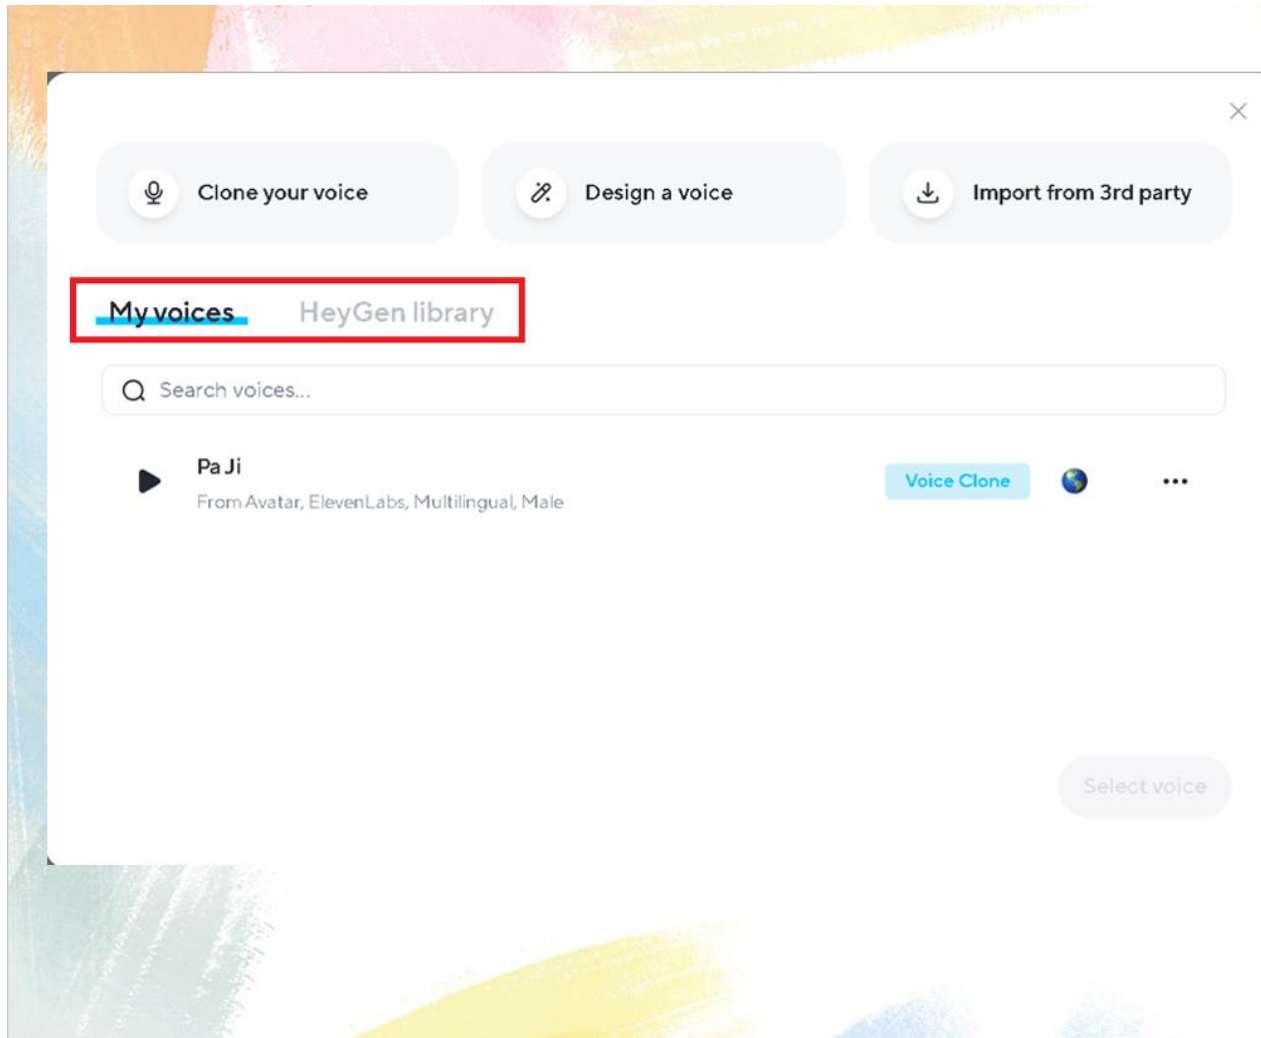 Clone your voice
Design a voice
Import from 3rd party
My voices
HeyGen library
Search voices...
Pa Ji
From Avatar, ElevenLabs, Multilingual, Male
Voice Clone
Select voice